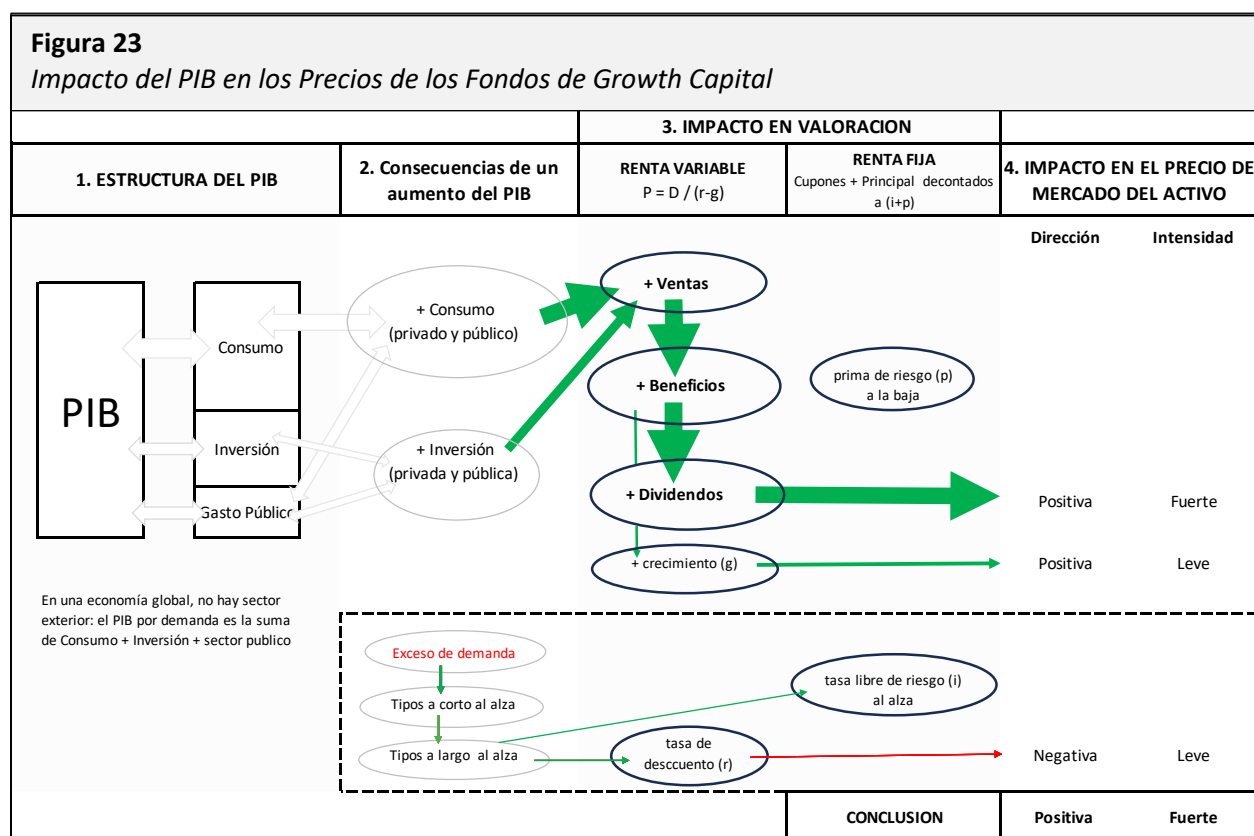 Figura 23
Impacto del PIB en los Precios de los Fondos de Growth Capital
3. IMPACTO EN VALORACION
1. ESTRUCTURA DEL PIB
2. Consecuencias de un
aumento del PIB
RENTA VARIABLE
P = D / (r-g)
RENTA FIJA
Cupones + Principal decontados
a (i+p)
4. IMPACTO EN EL PRECIO DE
MERCADO DEL ACTIVO
Dirección
Intensidad
PIB
Consumo
Inversión
Gasto Público
+ Consumo
(privado y público)
+ Inversión
(privada y pública)
+ Ventas
+ Beneficios
+ Dividendos
+ crecimiento (g)
prima de riesgo (p)
a la baja
Positiva
Fuerte
Positiva
Leve
En una economía global, no hay sector
exterior: el PIB por demanda es la suma
de Consumo + Inversión + sector publico
Exceso de demanda
Tipos a corto al alza
Tipos a largo al alza
tasa de
desccuento (r)
tasa libre de riesgo (i)
al alza
Negativa
Leve
CONCLUSION
Positiva
Fuerte